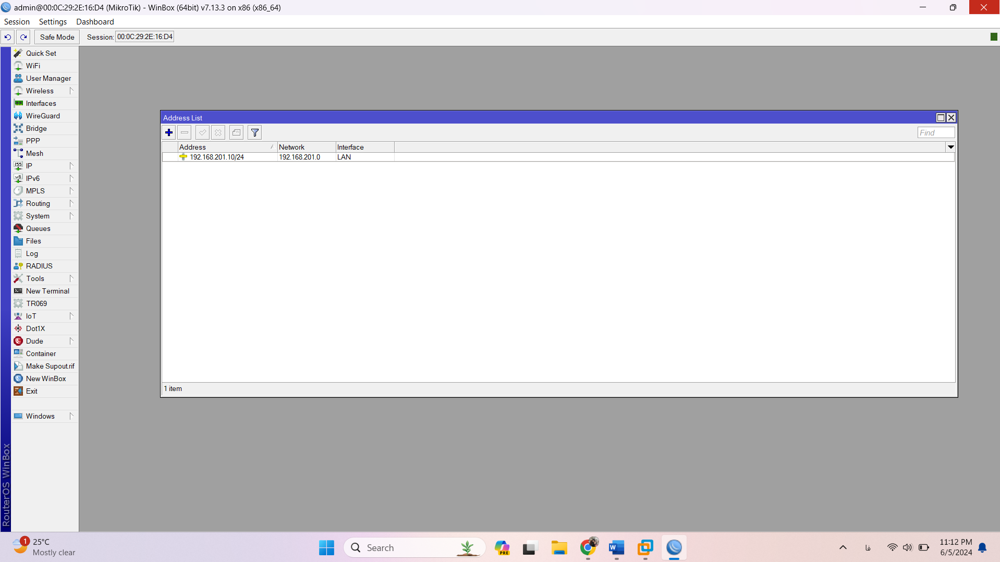 admin@00:0C:29:2E:16:D4 (MikroTik) - WinBox (64bit) v7.13.3 on x86 (x86_64)
Session Settings Dashboard
Safe Mode Session: 00:0C:29:2E:16:D4
Quick Set
WiFi
User Manager
Wireless
Interfaces
WireGuard
Bridge
PPP
Mesh
IP
IPv6
MPLS
Routing
System
Queues
Files
Log
RADIUS
Tools
New Terminal
TR069
IoT
Dot1X
Dude
Container
Make Supout.rif
New WinBox
Exit
Windows
RouterOS WinBox
Address List
Find
Address Network Interface
192.168.201.10/24 192.168.201.0 LAN
1 item
1
25°C
Mostly clear
Search
PRE
W
فا
11:12 PM
6/5/2024